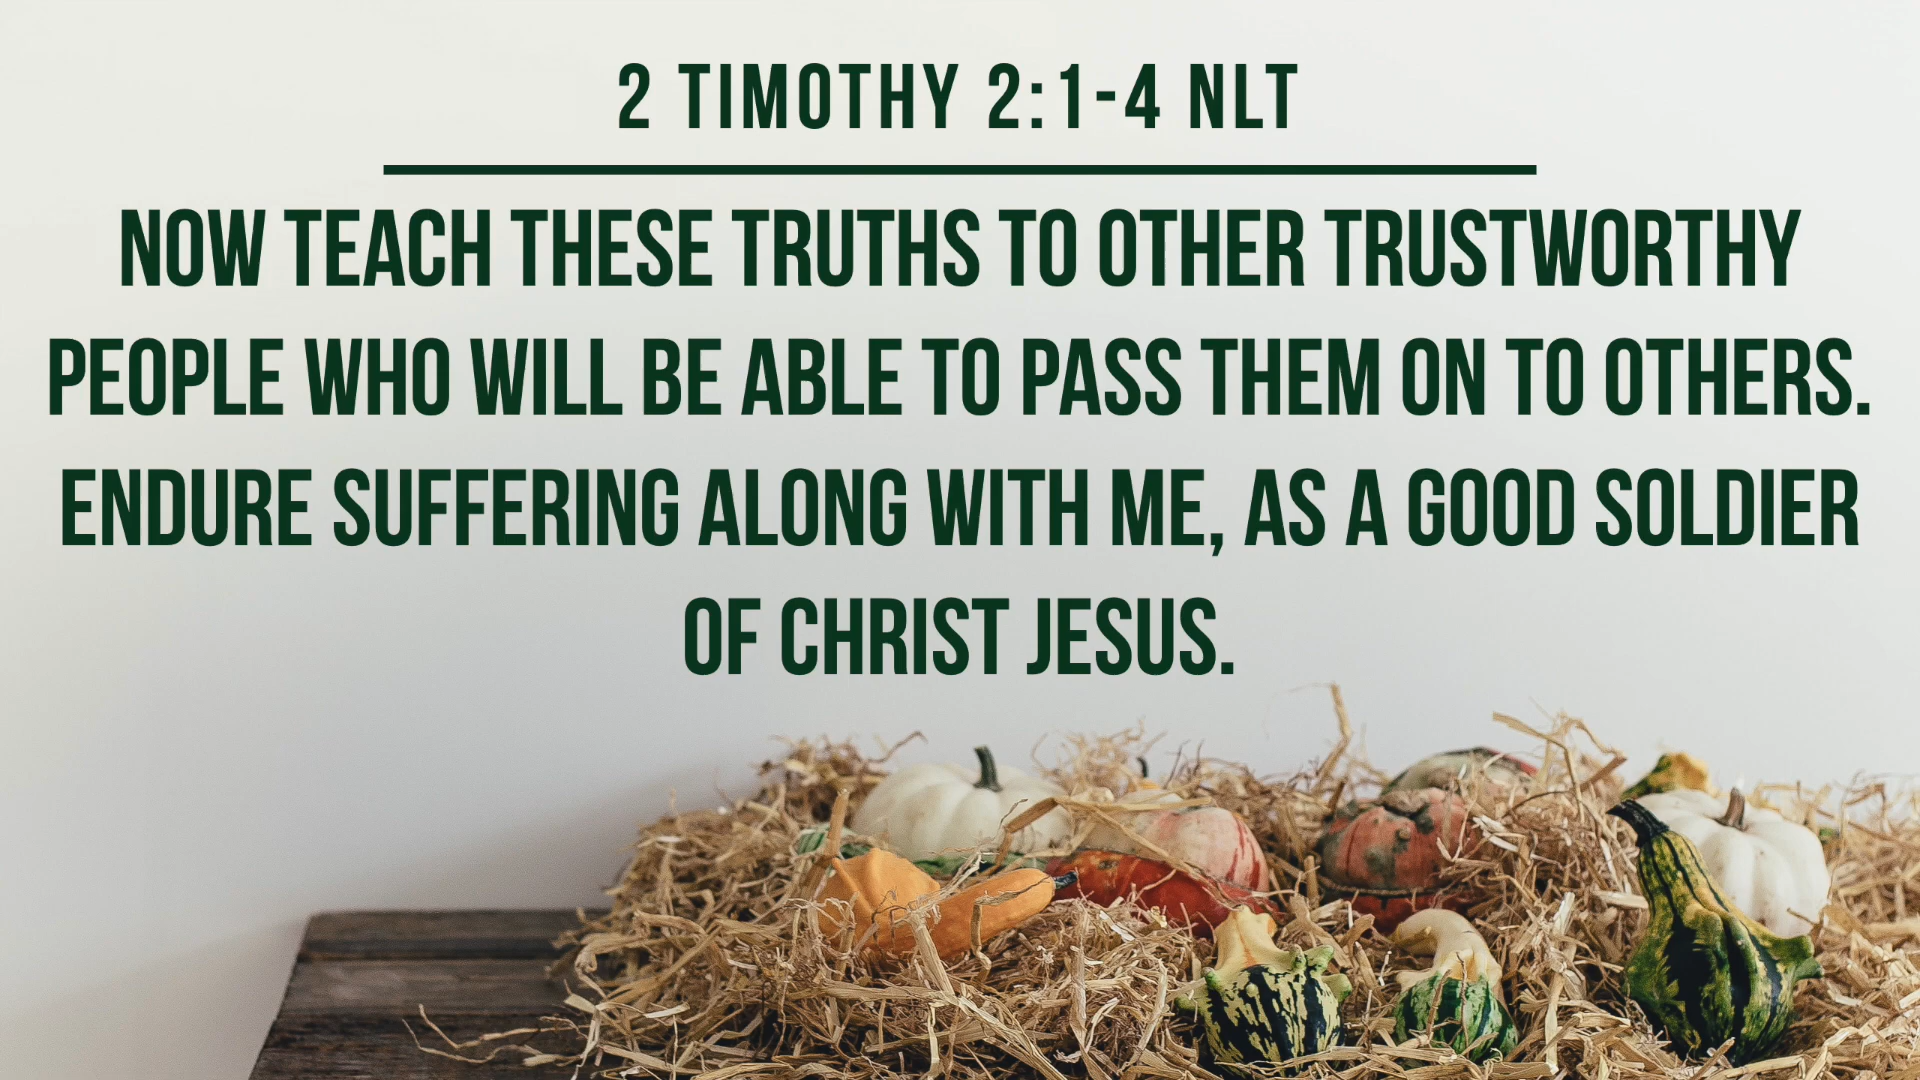 2 TIMOTHY 2:1-4 NLT
NOW TEACH THESE TRUTHS TO OTHER TRUSTWORTHY
PEOPLE WHO WILL BE ABLE TO PASS THEM ON TO OTHERS.
ENDURE SUFFERING ALONG WITH ME, AS A GOOD SOLDIER
OF CHRIST JESUS.